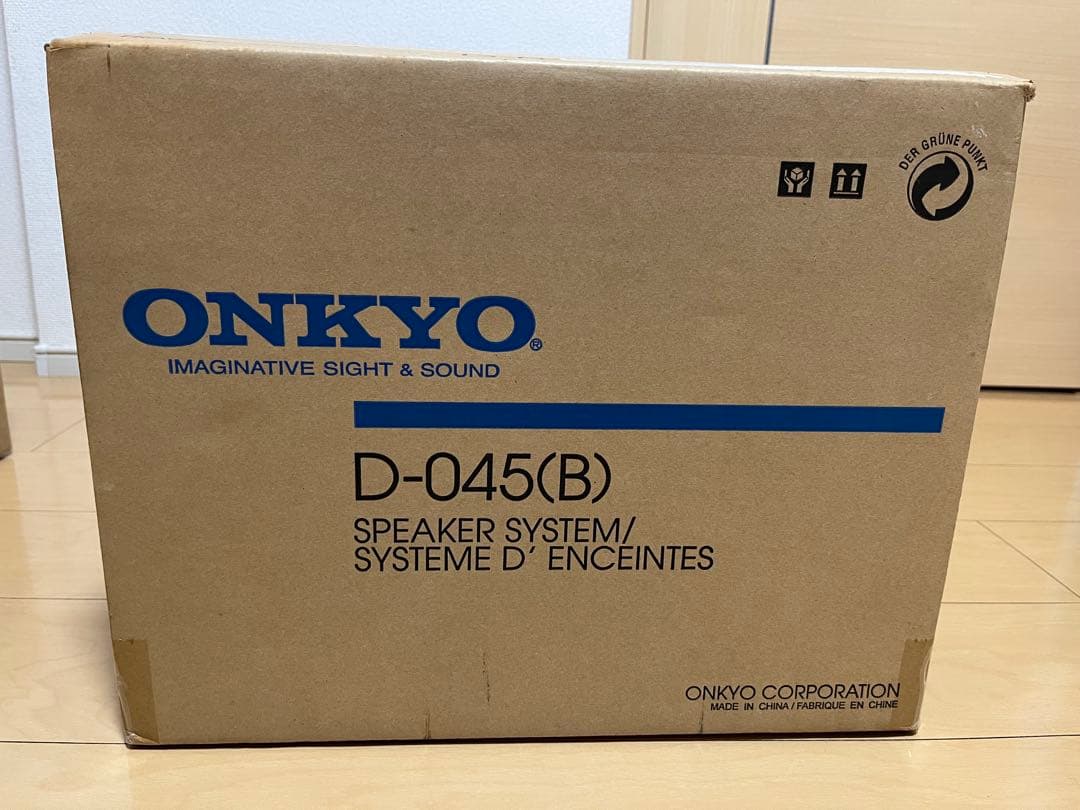 DER GRÜNE PUNKT
ONKYO®
IMAGINATIVE SIGHT & SOUND
D-045(B)
SPEAKER SYSTEM/
SYSTEME D' ENCEINTES
ONKYO CORPORATION
MADE IN CHINA / FABRIQUE EN CHINE